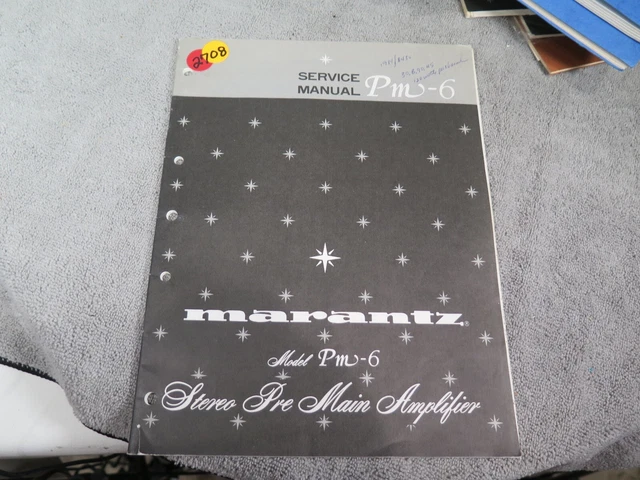 2708
SERVICE
MANUAL Pm-6
marantz®
Model Pm-6
Stereo Pre Main Amplifier